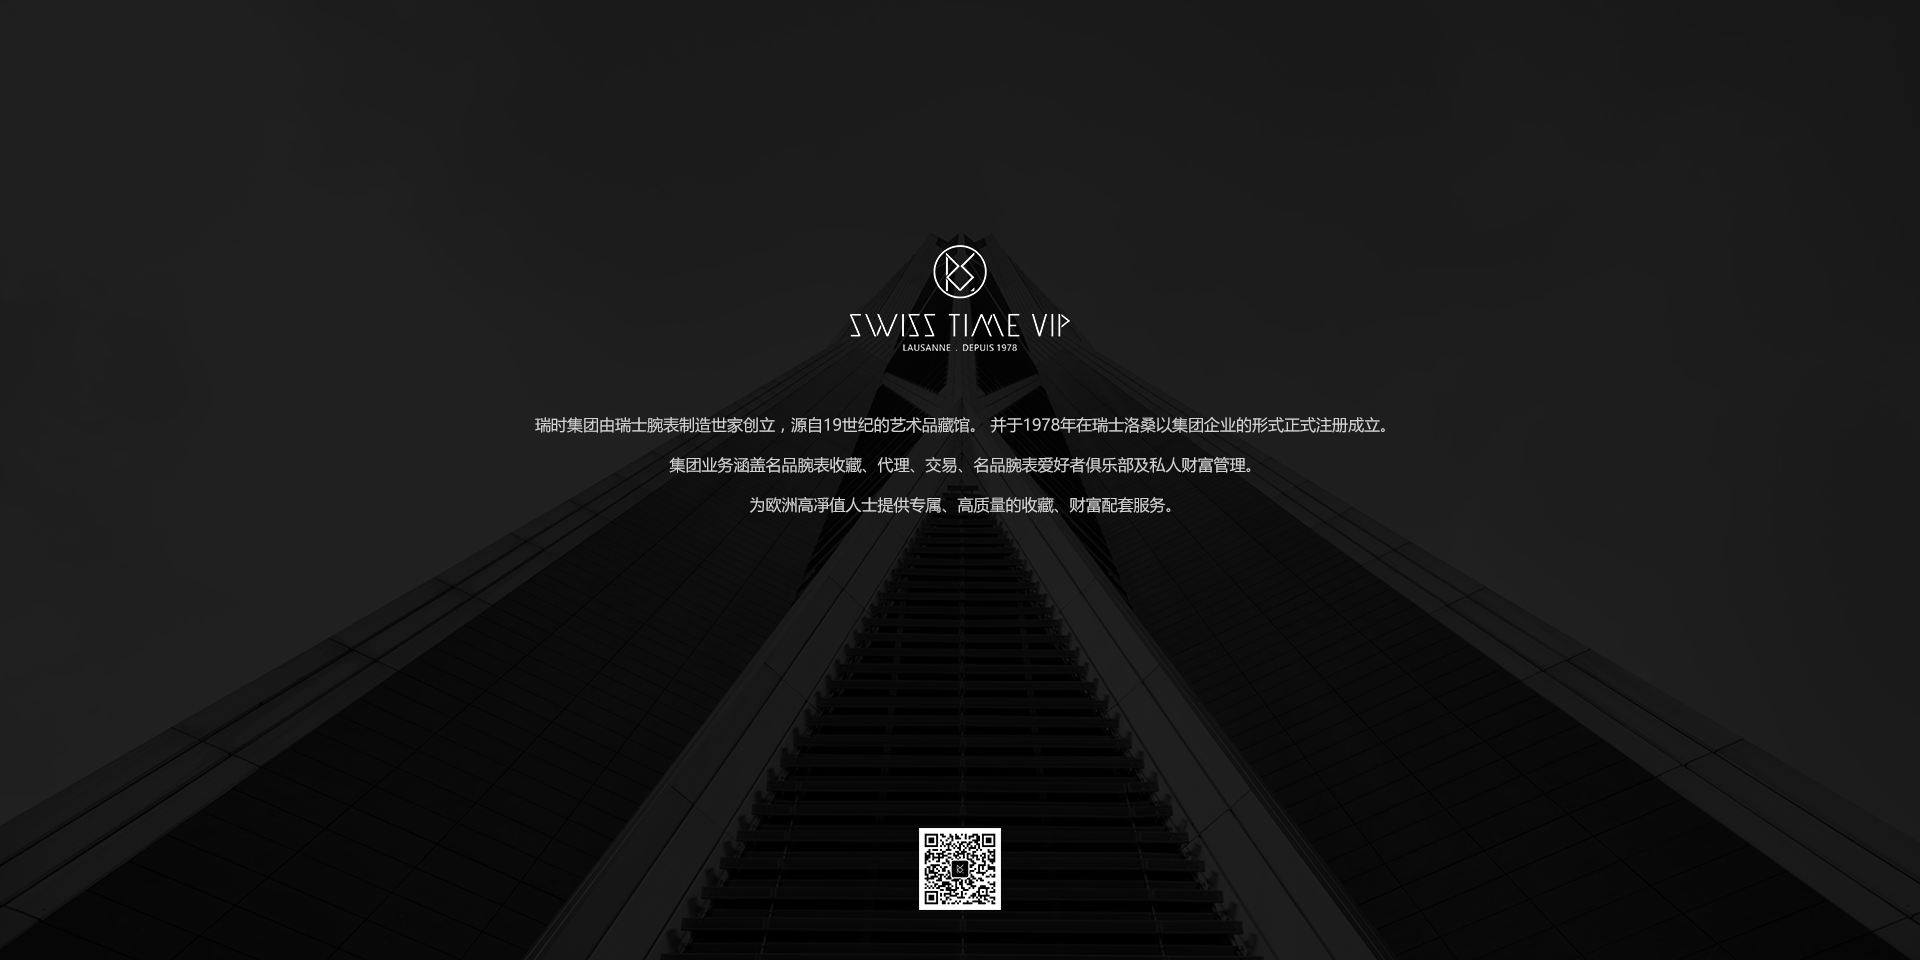 SWISS TIME VIP
LAUSANNE . DEPUIS 1978
瑞时集团由瑞士腕表制造世家创立，源自19世纪的艺术品藏馆。 并于1978年在瑞士洛桑以集团企业的形式正式注册成立。
集团业务涵盖名品腕表收藏、代理、交易、名品腕表爱好者俱乐部及私人财富管理。
为欧洲高净值人士提供专属、高质量的收藏、财富配套服务。